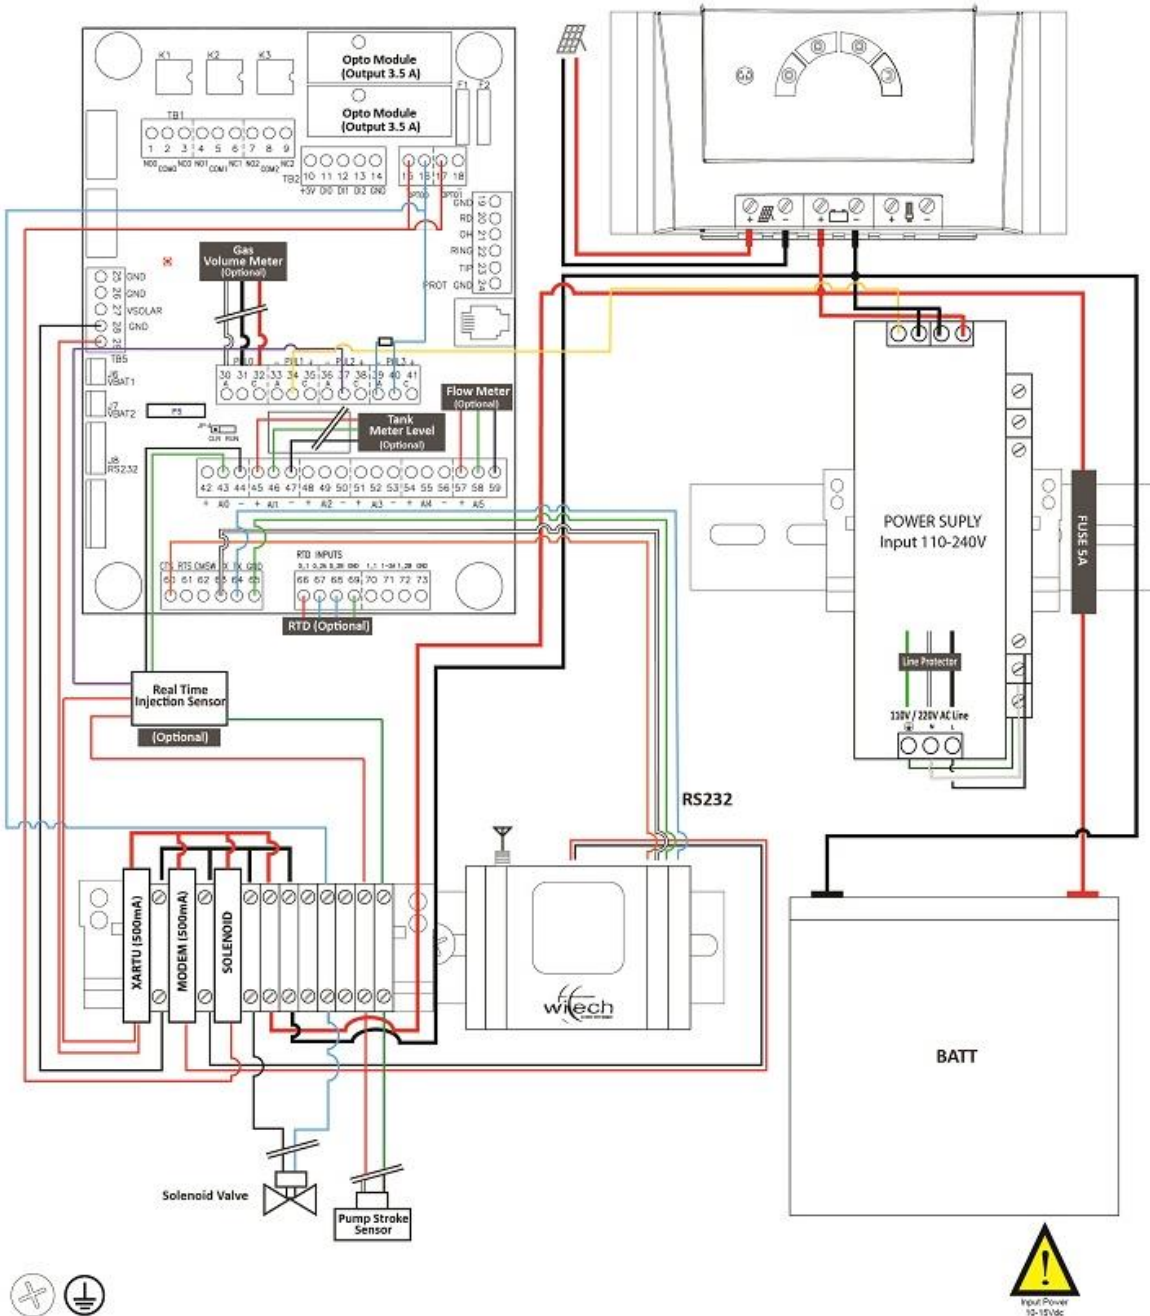 K1 K2 K3
Opto Module
(Output 3.5 A)
Opto Module
(Output 3.5 A)
F1 F2
TB1
1 2 3 4 5 6 7 8 9
NO0 COM0 NC0 NO1 COM1 NC1 NO2 COM2 NC2
TB2
10 11 12 13 14
+5V DI0 DI1 DI2 GND
15 16 17 18
OPTO0 OPTO1
GND 19
RD 20
OH 21
RING 22
TIP 23
PROT GND 24
Gas
Volume Meter
(Optional)
25 GND
26 GND
27 VSOLAR
28 GND
29
TB5
J6
VBAT1
J7
VBAT2
F5
JP4
CLR RUN
J8
RS232
PUL0 - PUL1 + - PUL2 + - PUL3 +
30 31 32 33 34 35 36 37 38 39 40 41
A C A C A C A C
Flow Meter
(Optional)
Tank
Meter Level
(Optional)
42 43 44 45 46 47 48 49 50 51 52 53 54 55 56 57 58 59
+ AI0 - + AI1 - + AI2 - + AI3 - + AI4 - + AI5
CTS RTS CMSW RX TX GND
60 61 62 63 64 65
RTD INPUTS
66 67 68 69 70 71 72 73
RTD (Optional)
Real Time
Injection Sensor
(Optional)
+ - + - + -
POWER SUPLY
Input 110-240V
FUSE 5A
Line Protector
110V / 220V AC Line
N L
RS232
XARTU (500mA)
MODEM (500mA)
SOLENOID
witech
BATT
Solenoid Valve
Pump Stroke
Sensor
!
Input Power
10-15Vdc